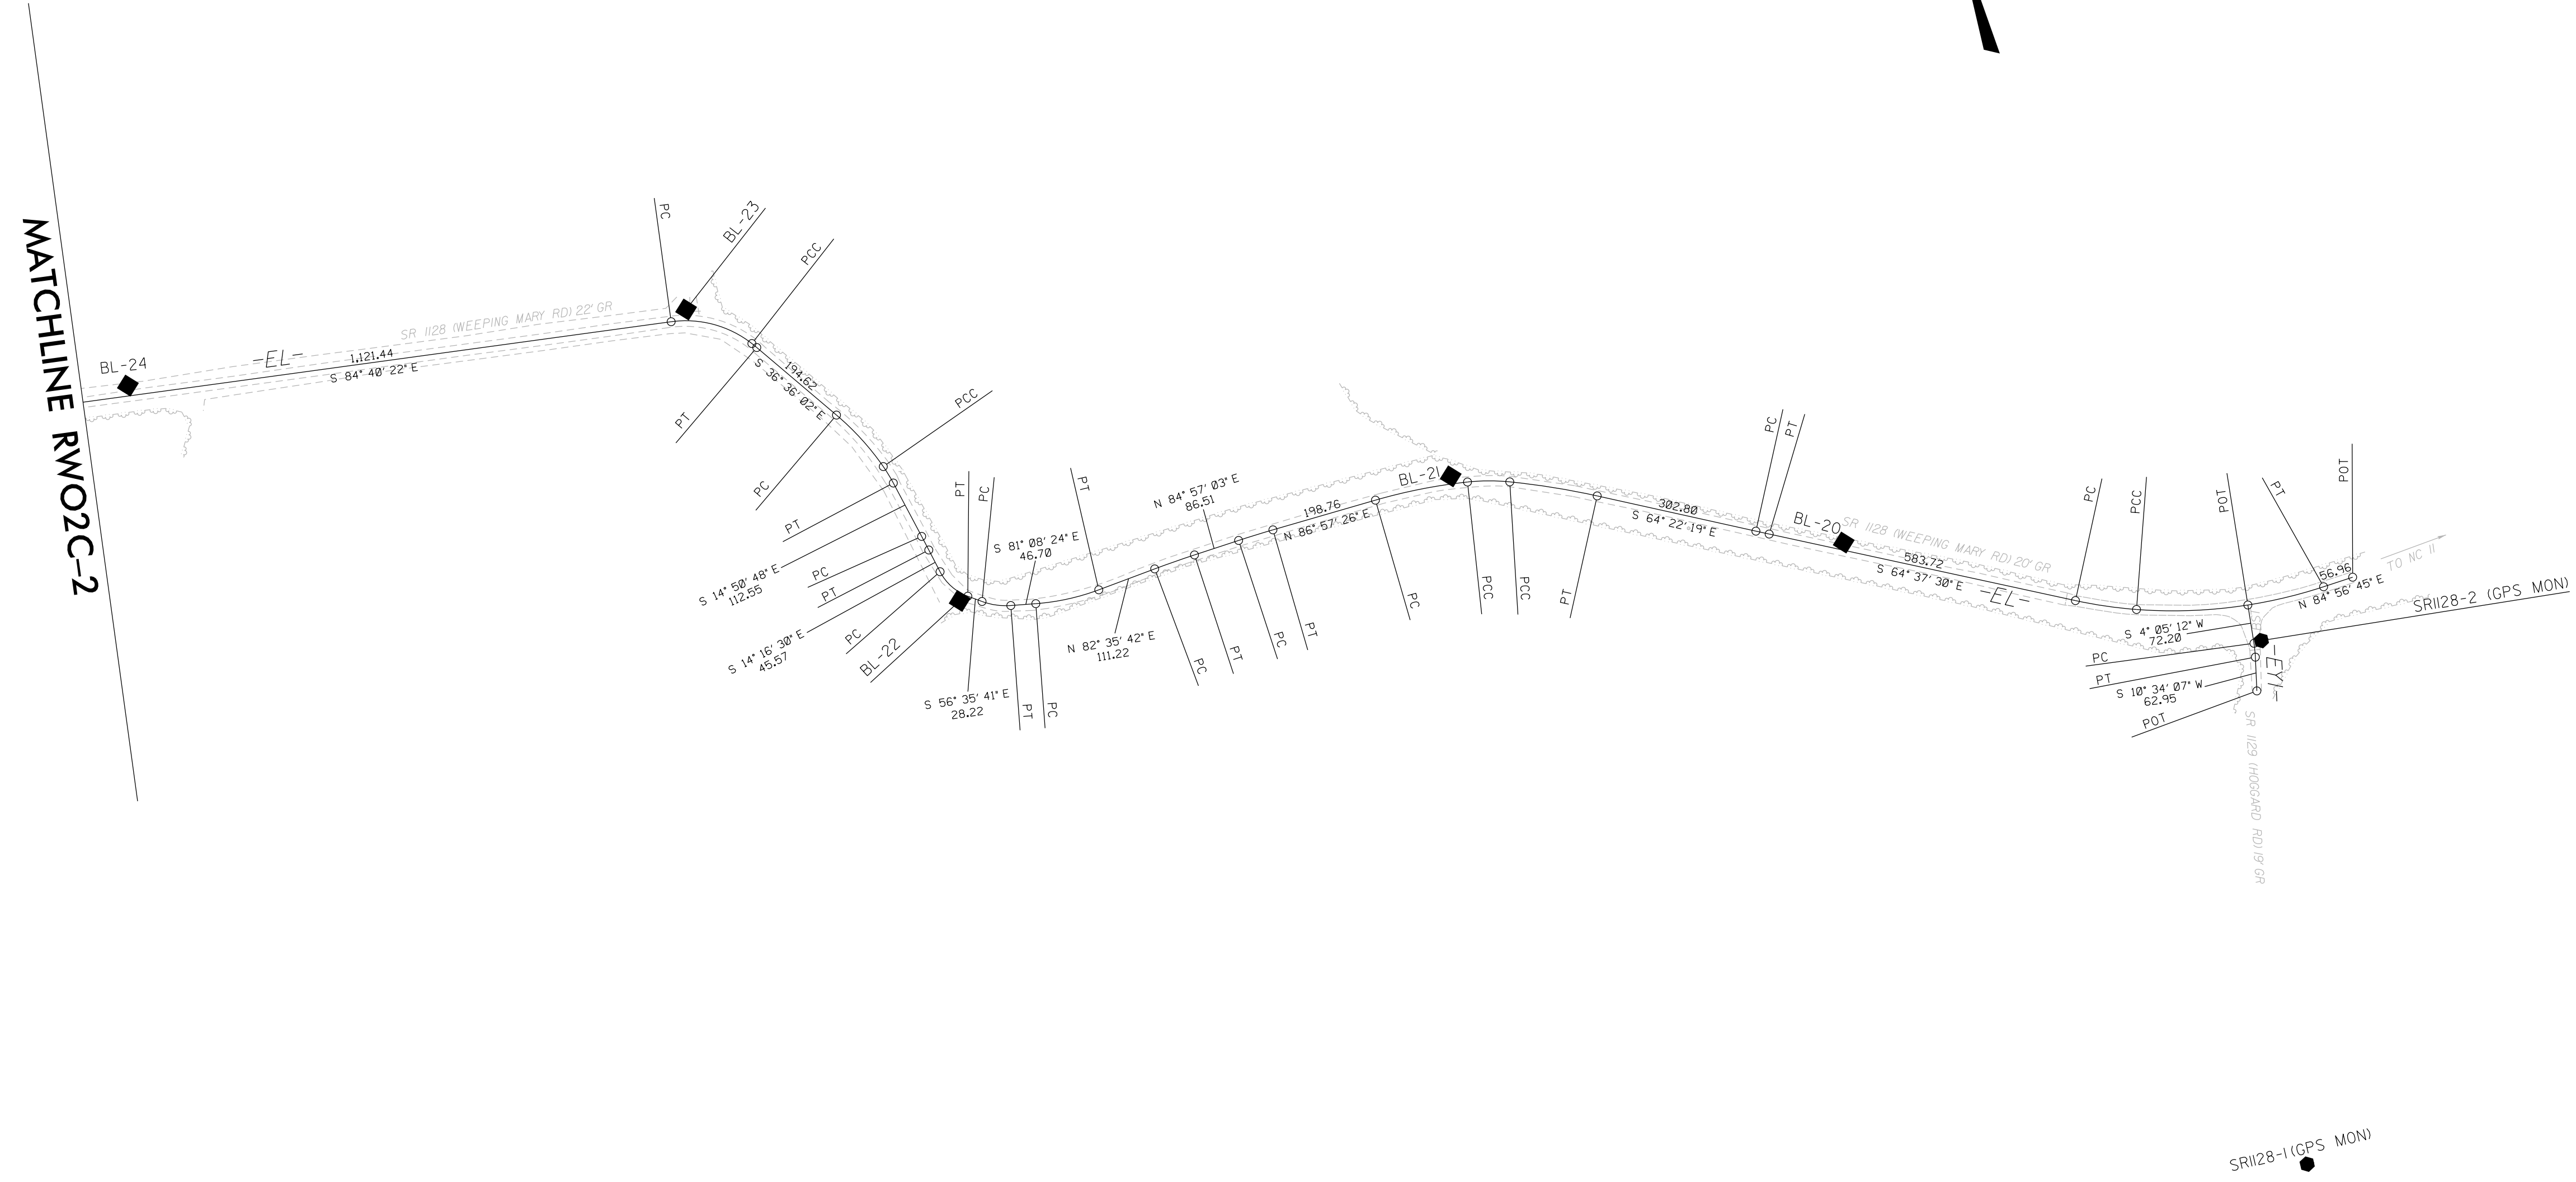 MATCHLINE RWO2C-2
BL-24
-EL-
SR 1128 (WEEPING MARY RD) 22' GR
1,121.44
S 84° 40' 22" E
PC
BL-23
PCC
PT
194.62
S 36° 36' 02" E
PC
PCC
PT
S 14° 50' 48" E
112.55
PC
PT
S 14° 16' 30" E
45.57
PC
BL-22
PT
PC
S 56° 35' 41" E
28.22
S 81° 08' 24" E
46.70
PT
PC
PT
N 82° 35' 42" E
111.22
PC
N 84° 57' 03" E
86.51
PT
PC
PT
198.76
N 86° 57' 26" E
PC
BL-21
PCC
PCC
PT
302.80
S 64° 22' 19" E
PC
PT
BL-20
SR 1128 (WEEPING MARY RD) 20' GR
583.72
S 64° 37' 30" E
-EL-
PC
PCC
POT
PT
POT
56.96
N 84° 56' 45" E
TO NC 11
SR1128-2 (GPS MON)
S 4° 05' 12" W
72.20
PC
PT
S 10° 34' 07" W
62.95
POT
-EY1-
SR 1129 (HOGGARD RD) 19' GR
SR1128-1 (GPS MON)